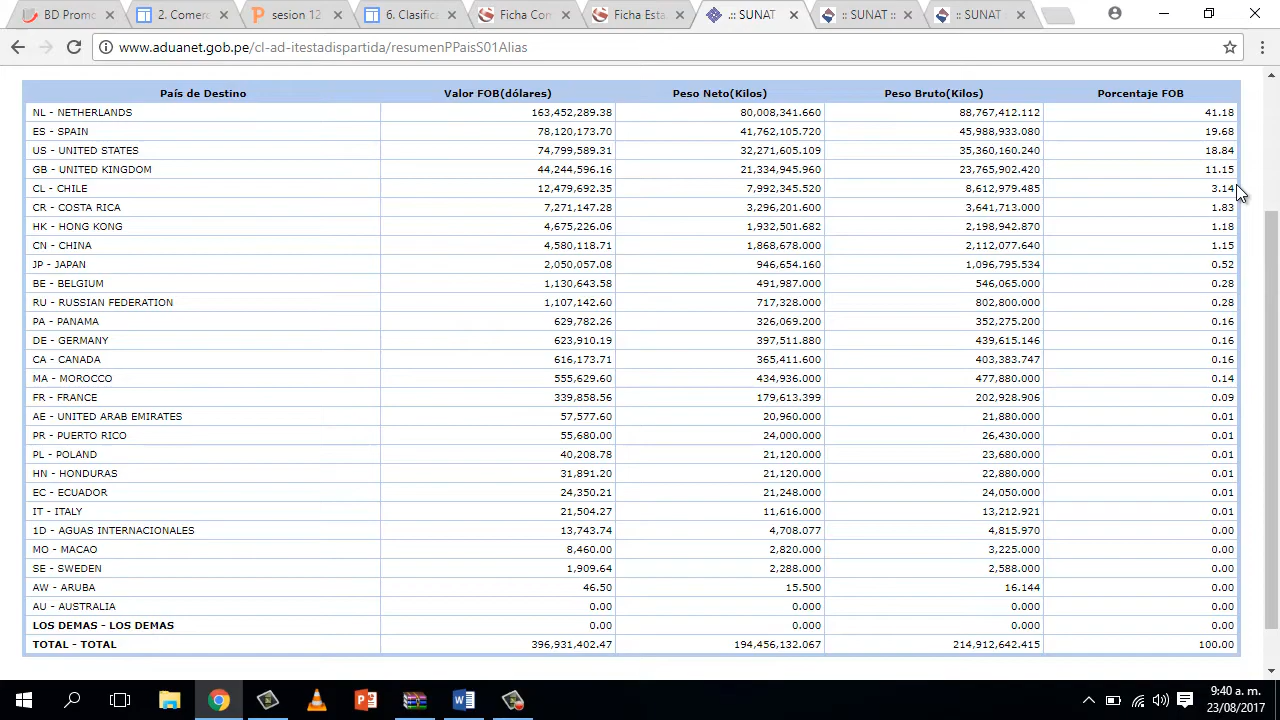 BD Promo
2. Comer
sesion 12
6. Clasific
Ficha Con
Ficha Esta
.:: SUNAT
SUNAT ::
:: SUNAT
www.aduanet.gob.pe/cl-ad-itestadispartida/resumenPPaisS01Alias
País de Destino Valor FOB(dólares) Peso Neto(Kilos) Peso Bruto(Kilos) Porcentaje FOB
NL - NETHERLANDS 163,452,289.38 80,008,341.660 88,767,412.112 41.18
ES - SPAIN 78,120,173.70 41,762,105.720 45,988,933.080 19.68
US - UNITED STATES 74,799,589.31 32,271,605.109 35,360,160.240 18.84
GB - UNITED KINGDOM 44,244,596.16 21,334,945.960 23,765,902.420 11.15
CL - CHILE 12,479,692.35 7,992,345.520 8,612,979.485 3.14
CR - COSTA RICA 7,271,147.28 3,296,201.600 3,641,713.000 1.83
HK - HONG KONG 4,675,226.06 1,932,501.682 2,198,942.870 1.18
CN - CHINA 4,580,118.71 1,868,678.000 2,112,077.640 1.15
JP - JAPAN 2,050,057.08 946,654.160 1,096,795.534 0.52
BE - BELGIUM 1,130,643.58 491,987.000 546,065.000 0.28
RU - RUSSIAN FEDERATION 1,107,142.60 717,328.000 802,800.000 0.28
PA - PANAMA 629,782.26 326,069.200 352,275.200 0.16
DE - GERMANY 623,910.19 397,511.880 439,615.146 0.16
CA - CANADA 616,173.71 365,411.600 403,383.747 0.16
MA - MOROCCO 555,629.60 434,936.000 477,880.000 0.14
FR - FRANCE 339,858.56 179,613.399 202,928.906 0.09
AE - UNITED ARAB EMIRATES 57,577.60 20,960.000 21,880.000 0.01
PR - PUERTO RICO 55,680.00 24,000.000 26,430.000 0.01
PL - POLAND 40,208.78 21,120.000 23,680.000 0.01
HN - HONDURAS 31,891.20 21,120.000 22,880.000 0.01
EC - ECUADOR 24,350.21 21,248.000 24,050.000 0.01
IT - ITALY 21,504.27 11,616.000 13,212.921 0.01
1D - AGUAS INTERNACIONALES 13,743.74 4,708.077 4,815.970 0.00
MO - MACAO 8,460.00 2,820.000 3,225.000 0.00
SE - SWEDEN 1,909.64 2,288.000 2,588.000 0.00
AW - ARUBA 46.50 15.500 16.144 0.00
AU - AUSTRALIA 0.00 0.000 0.000 0.00
LOS DEMAS - LOS DEMAS 0.00 0.000 0.000 0.00
TOTAL - TOTAL 396,931,402.47 194,456,132.067 214,912,642.415 100.00
9:40 a. m.
23/08/2017